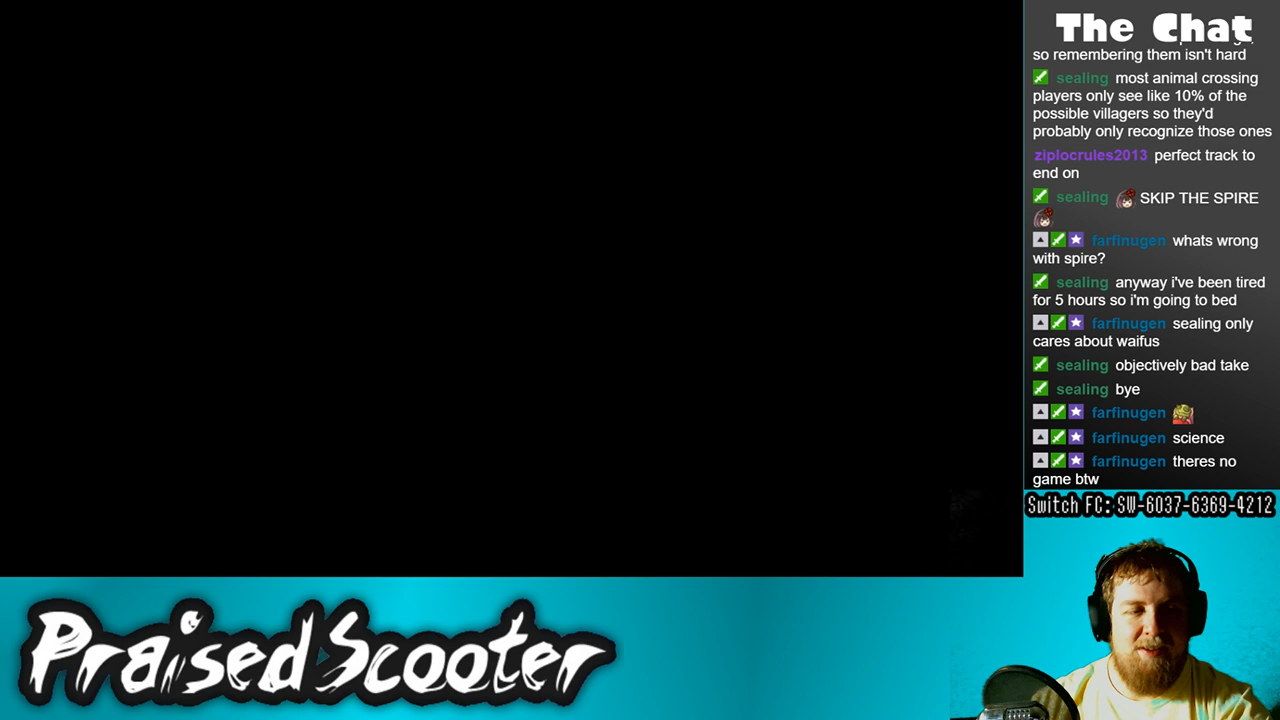 The Chat
so remembering them isn't hard
sealing most animal crossing
players only see like 10% of the
possible villagers so they'd
probably only recognize those ones
ziplocrules2013 perfect track to
end on
sealing SKIP THE SPIRE
farfinugen whats wrong
with spire?
sealing anyway i've been tired
for 5 hours so i'm going to bed
farfinugen sealing only
cares about waifus
sealing objectively bad take
sealing bye
farfinugen
farfinugen science
farfinugen theres no
game btw
Switch FC: SW-6037-6369-4212
PraisedScooter